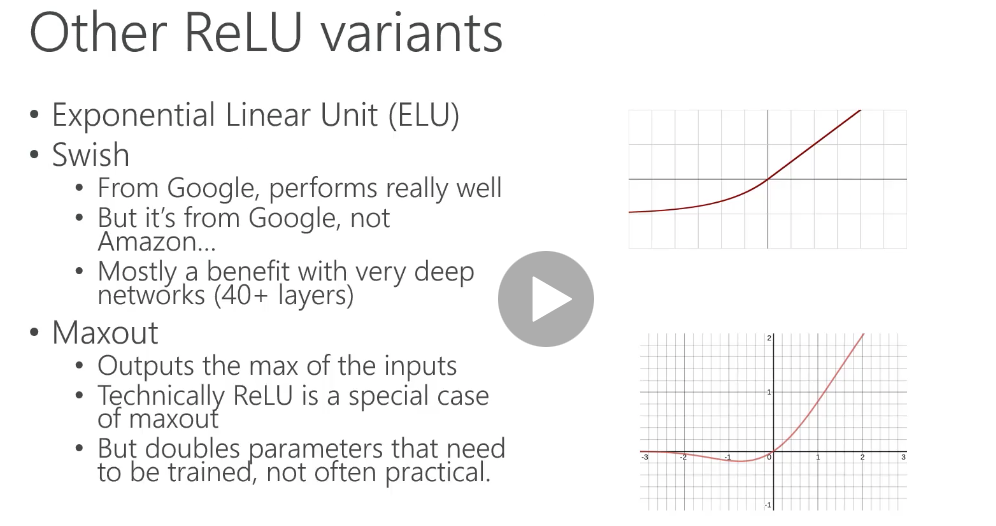 Other ReLU variants
• Exponential Linear Unit (ELU)
• Swish
• From Google, performs really well
• But it's from Google, not
Amazon...
• Mostly a benefit with very deep
networks (40+ layers)
• Maxout
• Outputs the max of the inputs
• Technically ReLU is a special case
of maxout
• But doubles parameters that need
to be trained, not often practical.
2
1
-3 -2 -1 0 1 2 3
-1